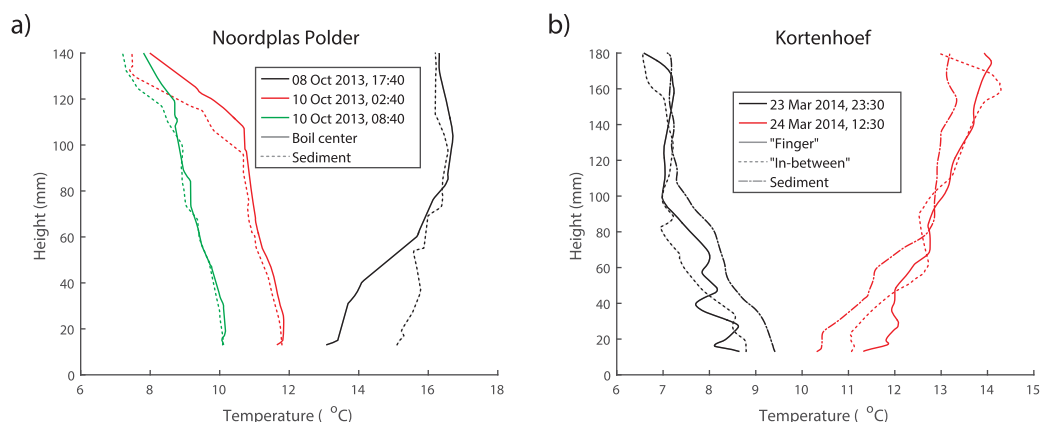 a)
Noordplas Polder
140
120
100
80
60
40
20
0
Height (mm)
08 Oct 2013, 17:40
10 Oct 2013, 02:40
10 Oct 2013, 08:40
Boil center
Sediment
6 8 10 12 14 16 18
Temperature ( °C)
b)
Kortenhoef
180
160
140
120
100
80
60
40
20
0
Height (mm)
23 Mar 2014, 23:30
24 Mar 2014, 12:30
"Finger"
"In-between"
Sediment
6 7 8 9 10 11 12 13 14 15
Temperature ( °C)